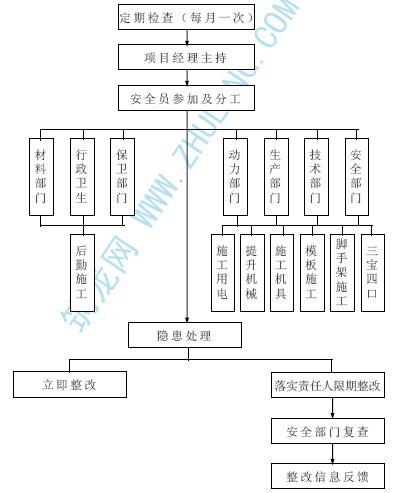 定期检查（每月一次）
项目经理主持
安全员参加及分工
材料部门
行政卫生
保卫部门
动力部门
生产部门
技术部门
安全部门
后勤施工
施工用电
提升机械
施工机具
模板施工
脚手架施工
三宝四口
隐患处理
立即整改
落实责任人限期整改
安全部门复查
整改信息反馈
筑龙网 WWW.ZHULONG.COM